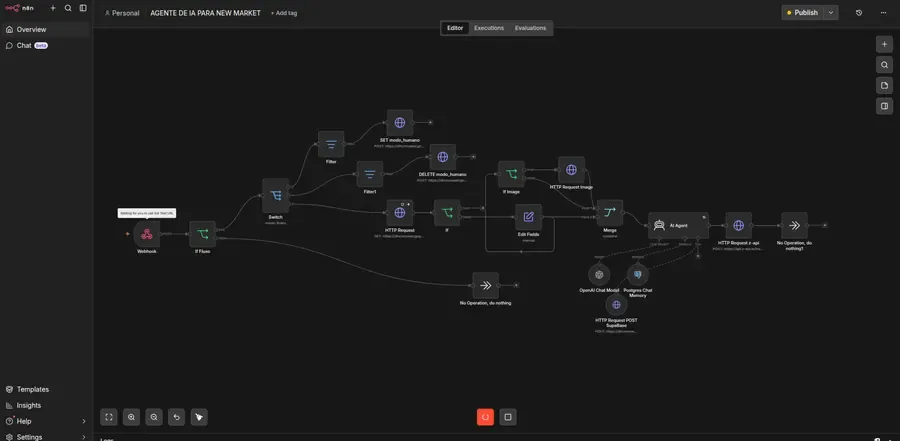 n8n
Personal
AGENTE DE IA PARA NEW MARKET
+ Add tag
Publish
Overview
Chat beta
Editor
Executions
Evaluations
SET modo_humano
Filter
DELETE modo_humano
Filter1
If Image
HTTP Request Image
Switch
HTTP Request
If
Edit Fields
Merge
AI Agent
HTTP Request z-api
No Operation, do nothing1
Webhook
If Fluxo
OpenAI Chat Model
Postgres Chat Memory
No Operation, do nothing
HTTP Request POST SupaBase
Templates
Insights
Help
Settings
Logs